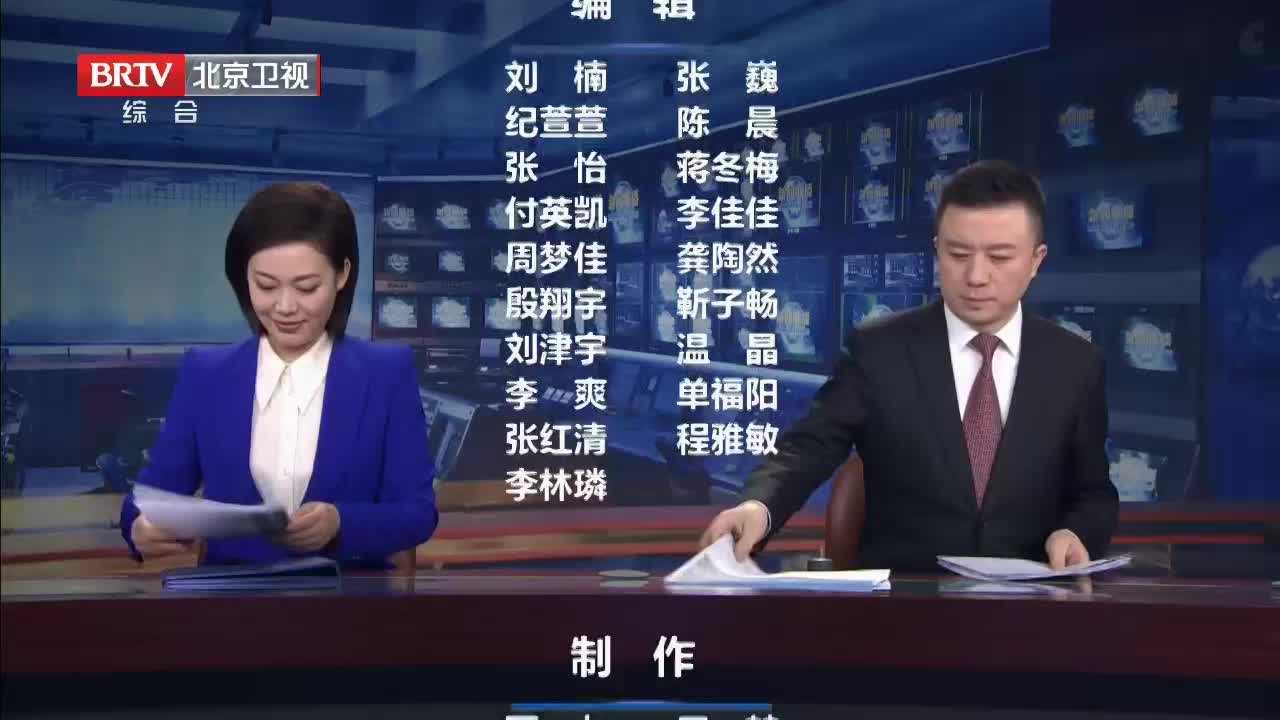 编 辑
BRTV 北京卫视
综 合
刘 楠 张 巍
纪萱萱 陈 晨
张 怡 蒋冬梅
付英凯 李佳佳
周梦佳 龚陶然
殷翔宇 靳子畅
刘津宇 温 晶
李 爽 单福阳
张红清 程雅敏
李林璘
制 作